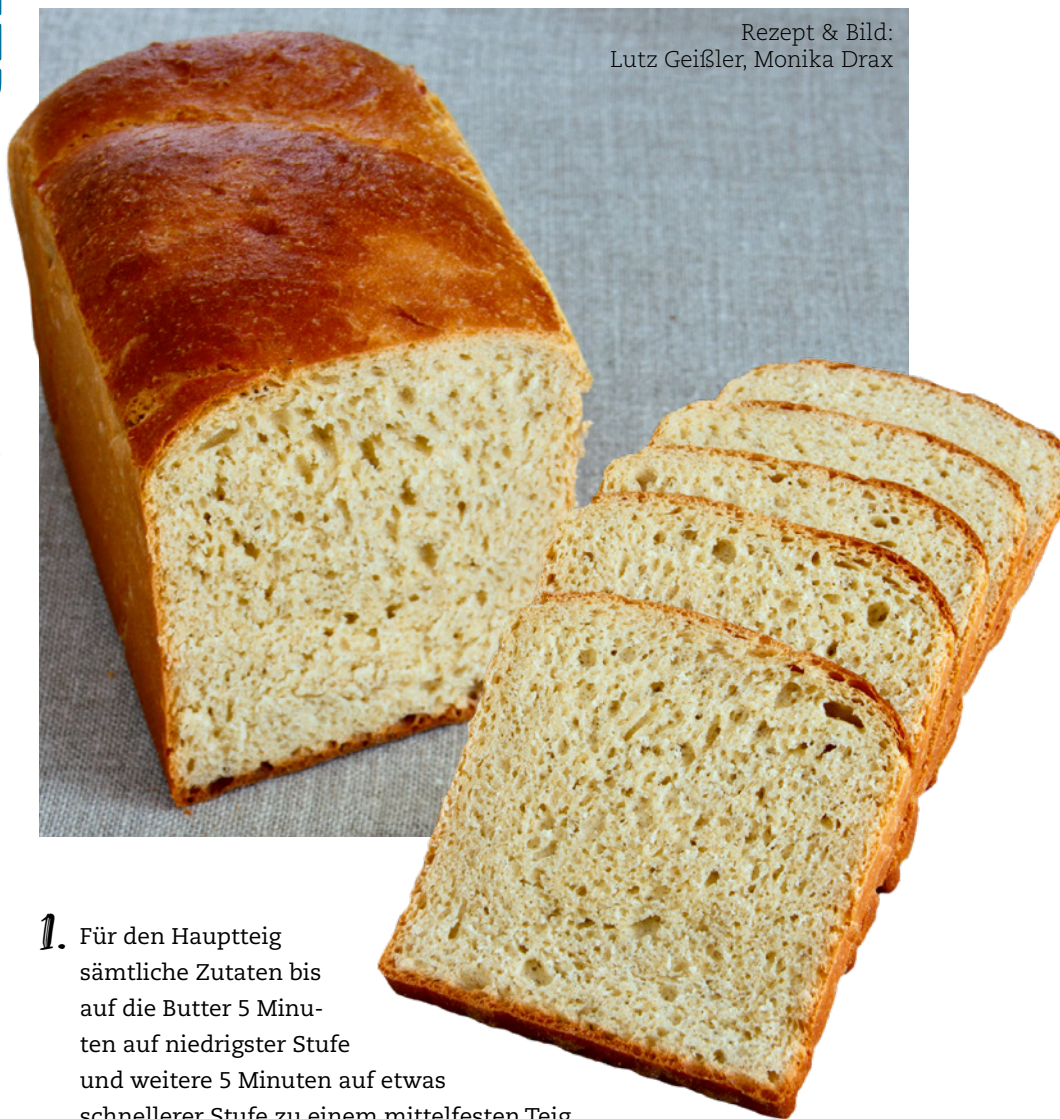 Rezept & Bild:
Lutz Geißler, Monika Drax
1. Für den Hauptteig
sämtliche Zutaten bis
auf die Butter 5 Minu-
ten auf niedrigster Stufe
und weitere 5 Minuten auf etwas
schnellerer Stufe zu einem mittelfesten Teig